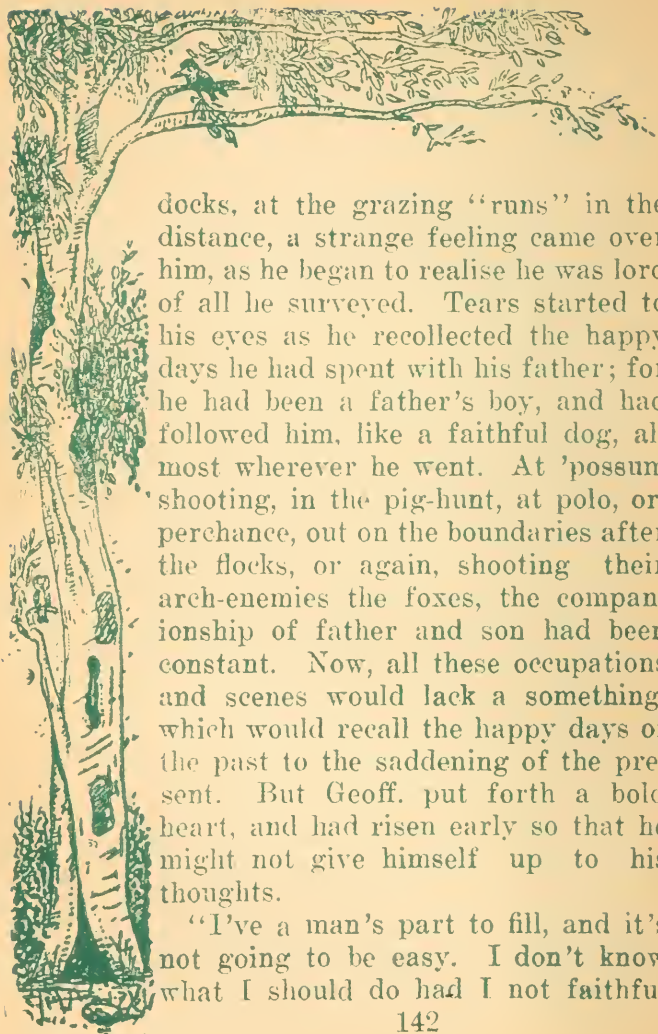 docks, at the grazing “runs” in the
distance, a strange feeling came over
him, as he began to realise he was lord
of all he surveyed. Tears started to
his eyes as he recollected the happy
days he had spent with his father; for
he had been a father's boy, and had
followed him, like a faithful dog, al
most wherever he went. At 'possum
shooting, in the pig-hunt, at polo, or
perchance, out on the boundaries after
the flocks, or again, shooting their
arch-enemies the foxes, the compan
ionship of father and son had been
constant. Now, all these occupations
and scenes would lack a something
which would recall the happy days of
the past to the saddening of the pre
sent. But Geoff. put forth a bold
heart, and had risen early so that he
might not give himself up to his
thoughts.
“I've a man's part to fill, and it's
not going to be easy. I don't know
what I should do had I not faithful
142